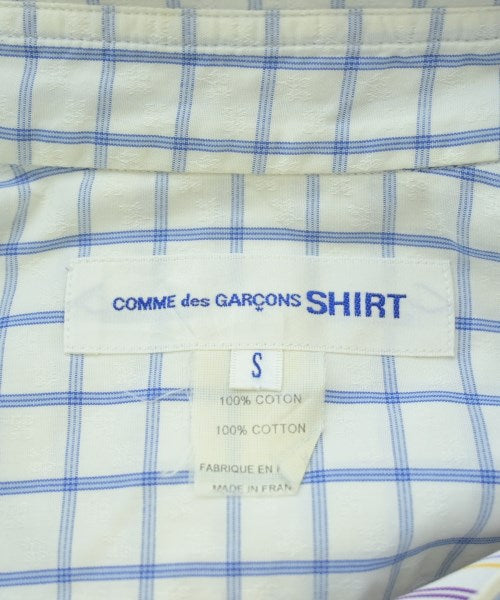 COMME des GARÇONS SHIRT
S
100% COTON
100% COTTON
FABRIQUE EN
MADE IN FRAN